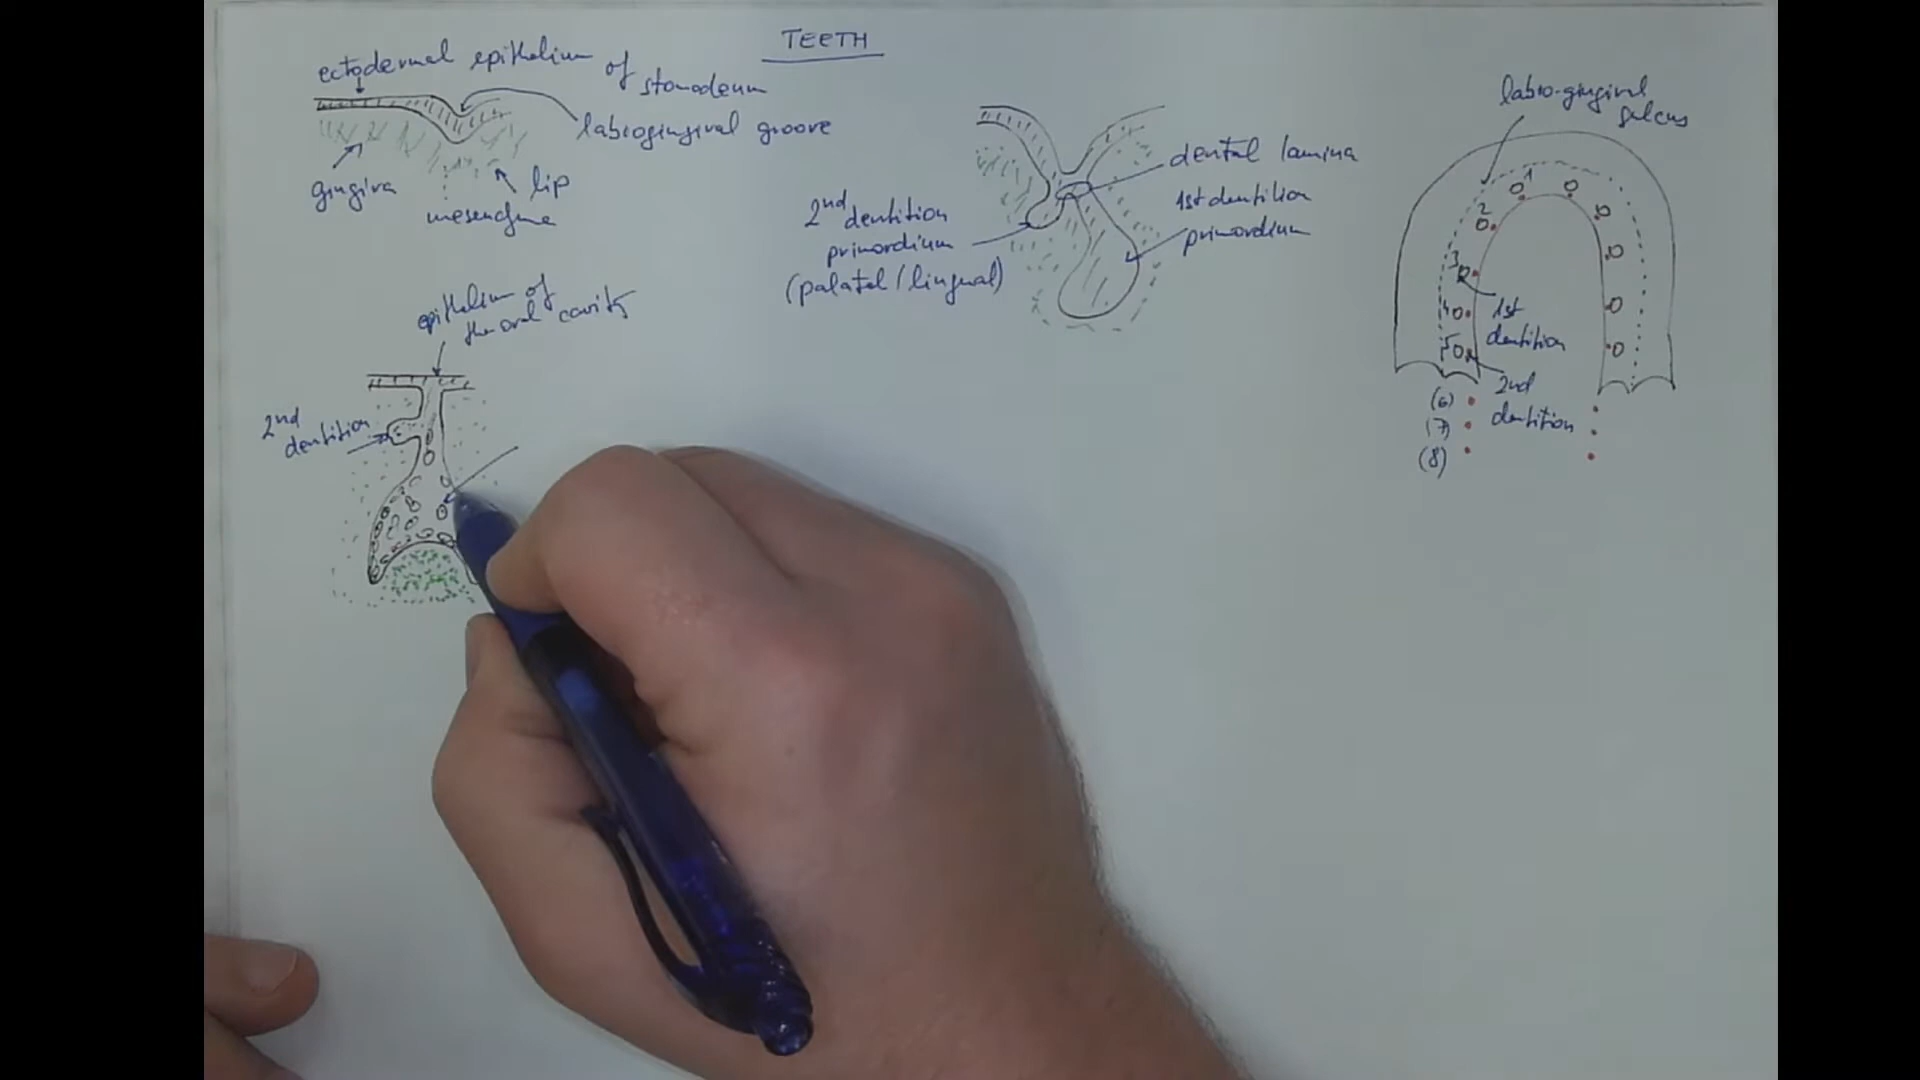 TEETH
ectodermal epithelium of
stomodeum
labiogingival groove
gingiva
lip
mesenchyme
dental lamina
2nd dentition
primordium
(palatal/lingual)
1st dentition
primordium
labio-gingival
sulcus
1
2
3
4
5
1st
dentition
2nd
dentition
(6)
(7)
(8)
epithelium of
the oral cavity
2nd
dentition